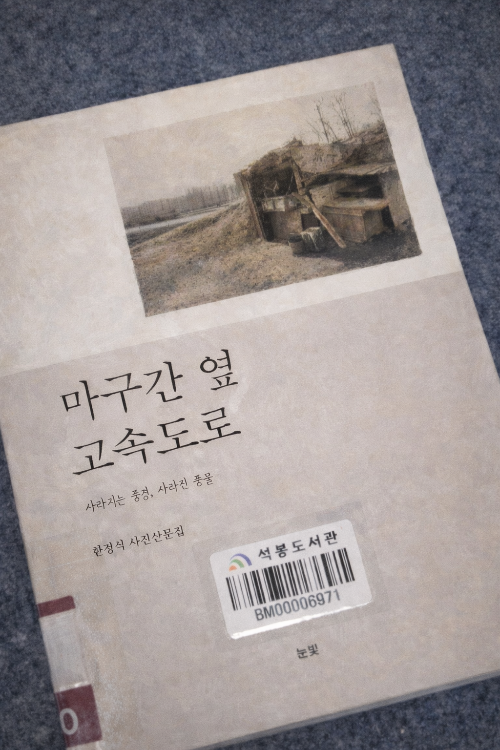 마구간 옆
고속도로
사라지는 풍경, 사라진 풍물
한정식 사진산문집
석봉도서관
BM00006971
눈빛
0